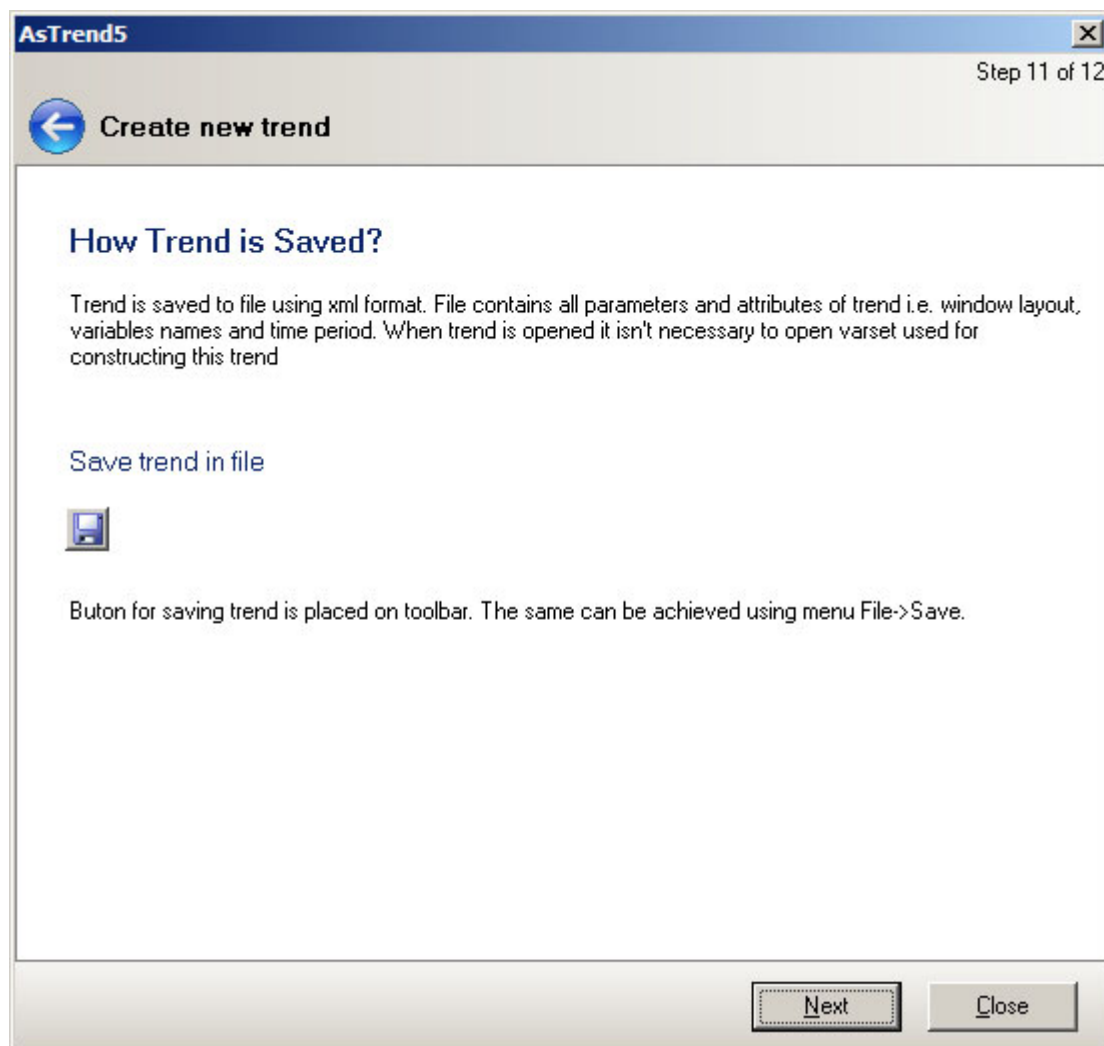 AsTrend5
Step 11 of 12
Create new trend
How Trend is Saved?
Trend is saved to file using xml format. File contains all parameters and attributes of trend i.e. window layout,
variables names and time period. When trend is opened it isn't necessary to open varset used for
constructing this trend
Save trend in file
Buton for saving trend is placed on toolbar. The same can be achieved using menu File->Save.
Next
Close